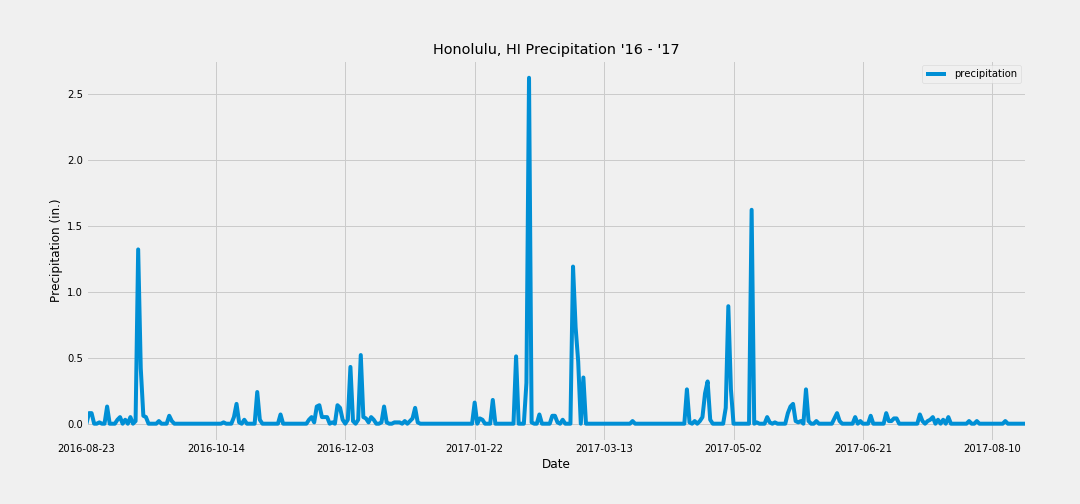 Honolulu, HI Precipitation '16 - '17
precipitation
Precipitation (in.)
2.5
2.0
1.5
1.0
0.5
0.0
2016-08-23 2016-10-14 2016-12-03 2017-01-22 2017-03-13 2017-05-02 2017-06-21 2017-08-10
Date